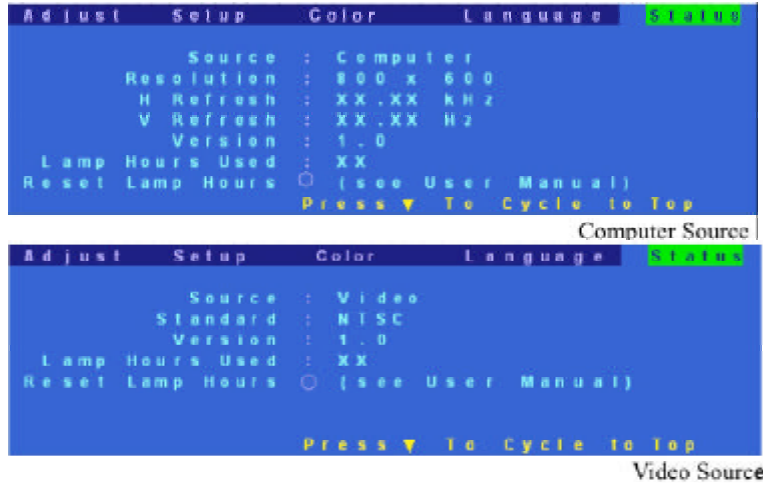 Adjust Setup Color Language Status
Source : Computer
Resolution : 800 x 600
H Refresh : XX.XX kHz
V Refresh : XX.XX Hz
Version : 1.0
Lamp Hours Used : XX
Reset Lamp Hours (see User Manual)
Press ▼ To Cycle to Top
Computer Source
Adjust Setup Color Language Status
Source : Video
Standard : NTSC
Version : 1.0
Lamp Hours Used : XX
Reset Lamp Hours (see User Manual)
Press ▼ To Cycle to Top
Video Source